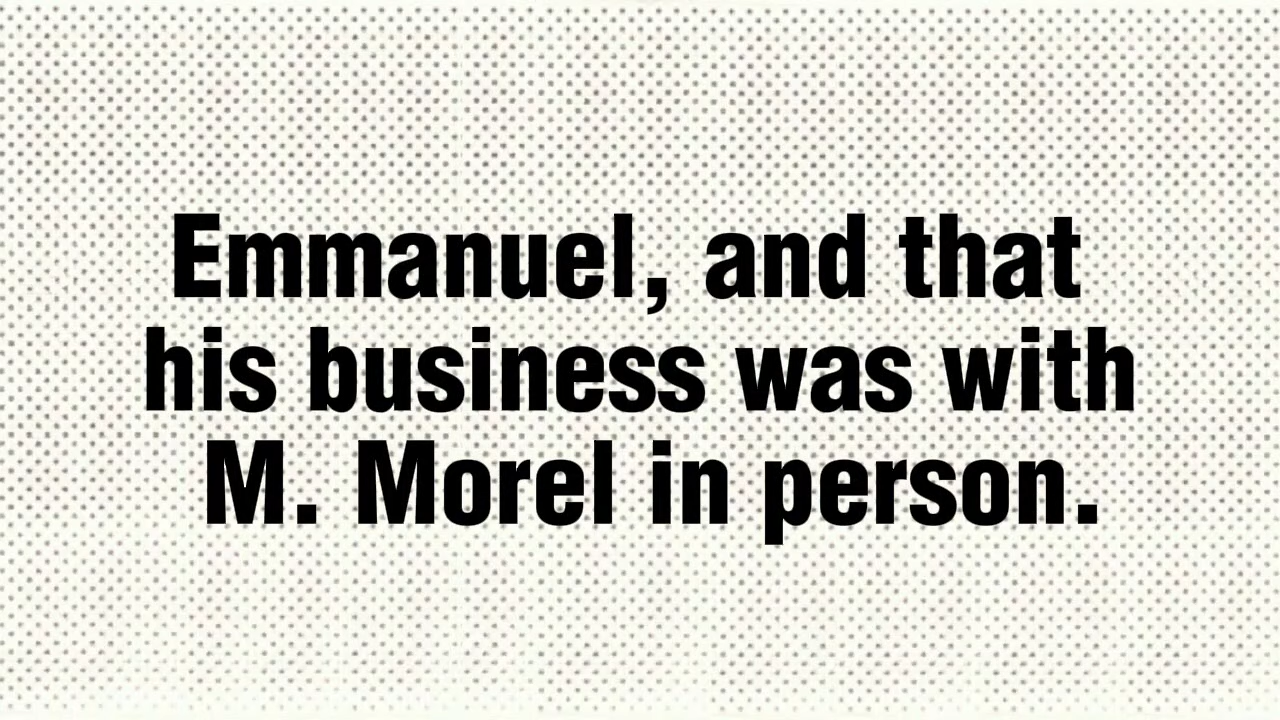 Emmanuel, and that
his business was with
M. Morel in person.